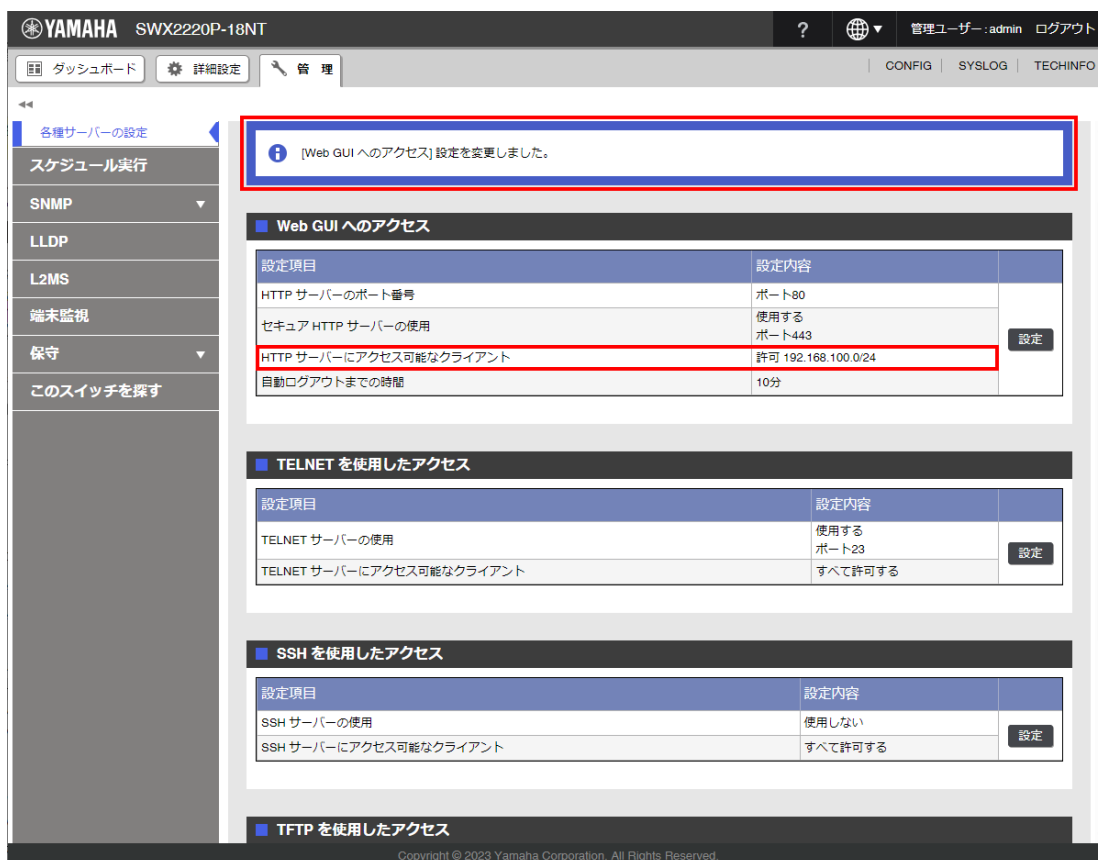 YAMAHA SWX2220P-18NT ? ▼ 管理ユーザー:admin ログアウト
ダッシュボード 詳細設定 管 理 CONFIG SYSLOG TECHINFO
各種サーバーの設定
スケジュール実行
SNMP ▼
LLDP
L2MS
端末監視
保守 ▼
このスイッチを探す
[Web GUI へのアクセス] 設定を変更しました。
Web GUI へのアクセス
設定項目 設定内容
HTTP サーバーのポート番号 ポート80
セキュア HTTP サーバーの使用 使用する
ポート443
設定
HTTP サーバーにアクセス可能なクライアント 許可 192.168.100.0/24
自動ログアウトまでの時間 10分
TELNET を使用したアクセス
設定項目 設定内容
TELNET サーバーの使用 使用する
ポート23
設定
TELNET サーバーにアクセス可能なクライアント すべて許可する
SSH を使用したアクセス
設定項目 設定内容
SSH サーバーの使用 使用しない
設定
SSH サーバーにアクセス可能なクライアント すべて許可する
TFTP を使用したアクセス
Copyright © 2023 Yamaha Corporation. All Rights Reserved.